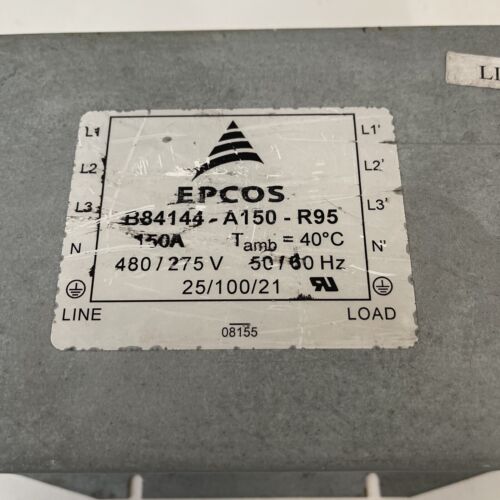 LI
L1 L1'
L2 L2'
EPCOS
L3 B84144-A150-R95 L3'
N 150A Tamb = 40°C N'
480/275 V 50/60 Hz
25/100/21
LINE LOAD
08155